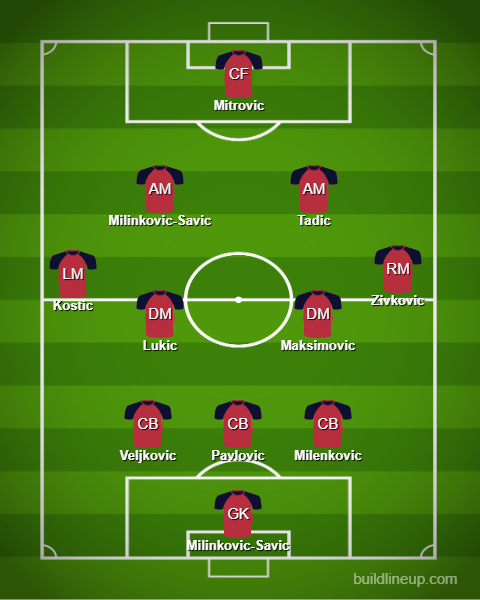 CF
Mitrovic
AM
AM
Milinkovic-Savic
Tadic
LM
RM
Kostic
Zivkovic
DM
DM
Lukic
Maksimovic
CB
CB
CB
Veljkovic
Pavlovic
Milenkovic
GK
Milinkovic-Savic
buildlineup.com